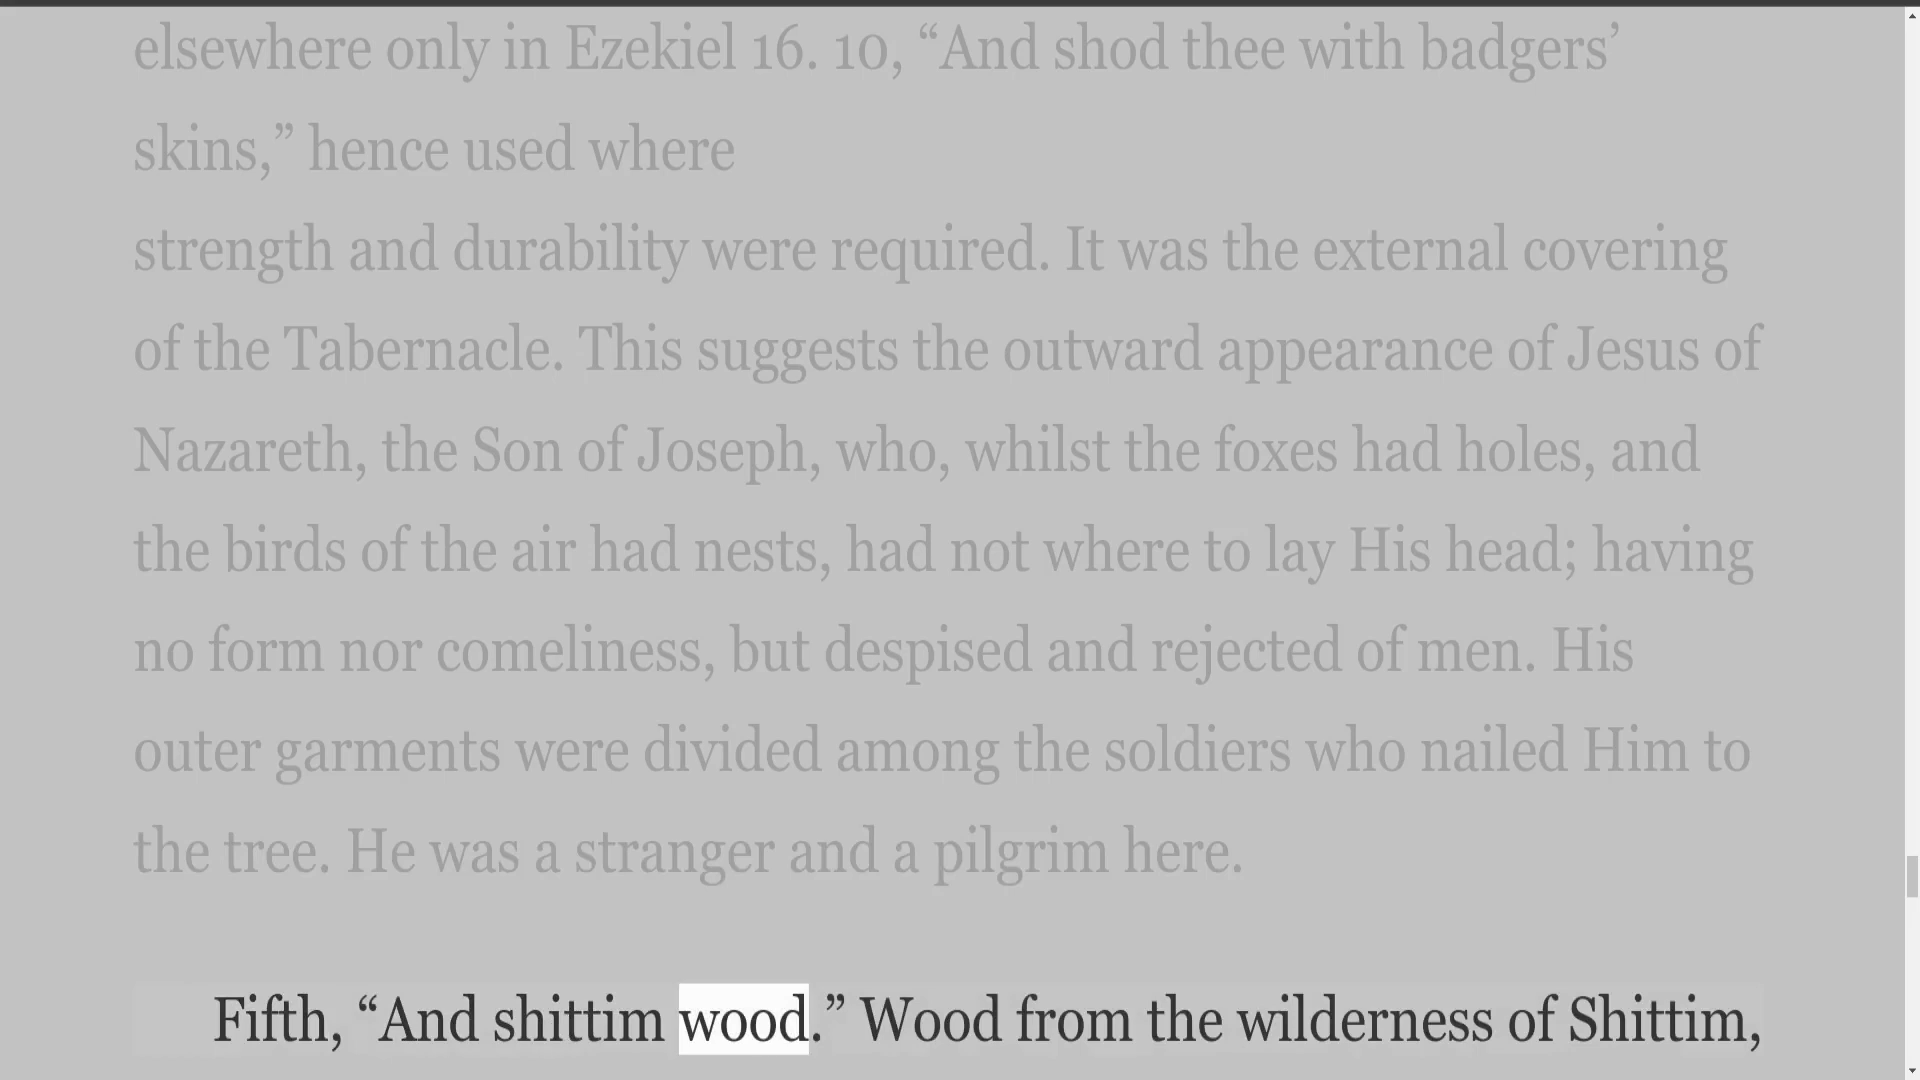 elsewhere only in Ezekiel 16. 10, “And shod thee with badgers’
skins,” hence used where
strength and durability were required. It was the external covering
of the Tabernacle. This suggests the outward appearance of Jesus of
Nazareth, the Son of Joseph, who, whilst the foxes had holes, and
the birds of the air had nests, had not where to lay His head; having
no form nor comeliness, but despised and rejected of men. His
outer garments were divided among the soldiers who nailed Him to
the tree. He was a stranger and a pilgrim here.
Fifth, “And shittim wood.” Wood from the wilderness of Shittim,